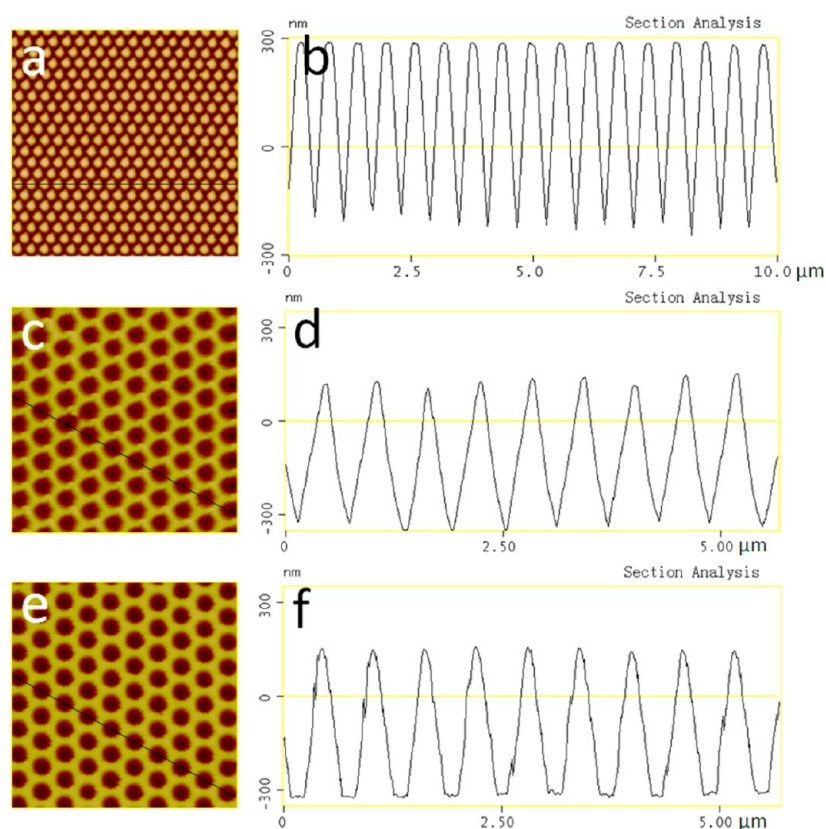 a
b
nm
Section Analysis
300
0
-300
0
2.5
5.0
7.5
10.0 μm
c
d
nm
Section Analysis
300
0
-300
0
2.50
5.00 μm
e
f
nm
Section Analysis
300
0
-300
0
2.50
5.00 μm